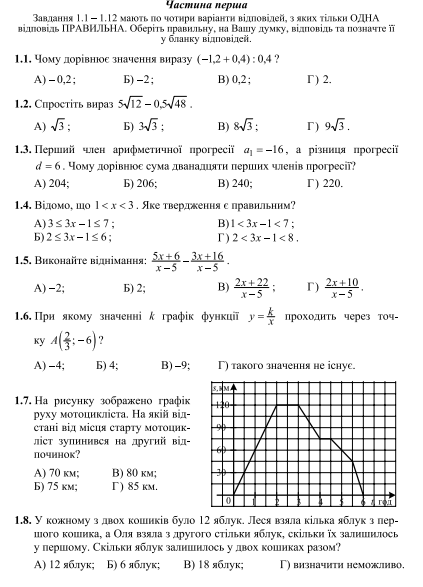 Частина перша
Завдання 1.1 – 1.12 мають по чотири варіанти відповідей, з яких тільки ОДНА
відповідь ПРАВИЛЬНА. Оберіть правильну, на Вашу думку, відповідь та позначте її
у бланку відповідей.
1.1. Чому дорівнює значення виразу (–1,2 + 0,4) : 0,4 ?
А) – 0,2; Б) –2; В) 0,2; Г) 2.
1.2. Спростіть вираз 5√12 – 0,5√48 .
А) √3 ; Б) 3√3 ; В) 8√3 ; Г) 9√3 .
1.3. Перший член арифметичної прогресії a₁ = –16, а різниця прогресії
d = 6 . Чому дорівнює сума дванадцяти перших членів прогресії?
А) 204; Б) 206; В) 240; Г) 220.
1.4. Відомо, що 1 < x < 3 . Яке твердження є правильним?
А) 3 ≤ 3x – 1 ≤ 7 ; В) 1 < 3x – 1 < 7 ;
Б) 2 ≤ 3x – 1 ≤ 6 ; Г) 2 < 3x – 1 < 8 .
1.5. Виконайте віднімання: (5x + 6)/(x – 5) – (3x + 16)/(x – 5) .
А) –2; Б) 2; В) (2x + 22)/(x – 5) ; Г) (2x + 10)/(x – 5) .
1.6. При якому значенні k графік функції y = k/x проходить через точ-
ку A(2/3; –6) ?
А) –4; Б) 4; В) –9; Г) такого значення не існує.
1.7. На рисунку зображено графік
руху мотоцикліста. На якій від-
стані від місця старту мотоцик-
ліст зупинився на другий від-
починок?
А) 70 км; В) 80 км;
Б) 75 км; Г) 85 км.
s, км
120
90
60
30
0 1 2 3 4 5 6 t, год
1.8. У кожному з двох кошиків було 12 яблук. Леся взяла кілька яблук з пер-
шого кошика, а Оля взяла з другого стільки яблук, скільки їх залишилось
у першому. Скільки яблук залишилось у двох кошиках разом?
А) 12 яблук; Б) 6 яблук; В) 18 яблук; Г) визначити неможливо.